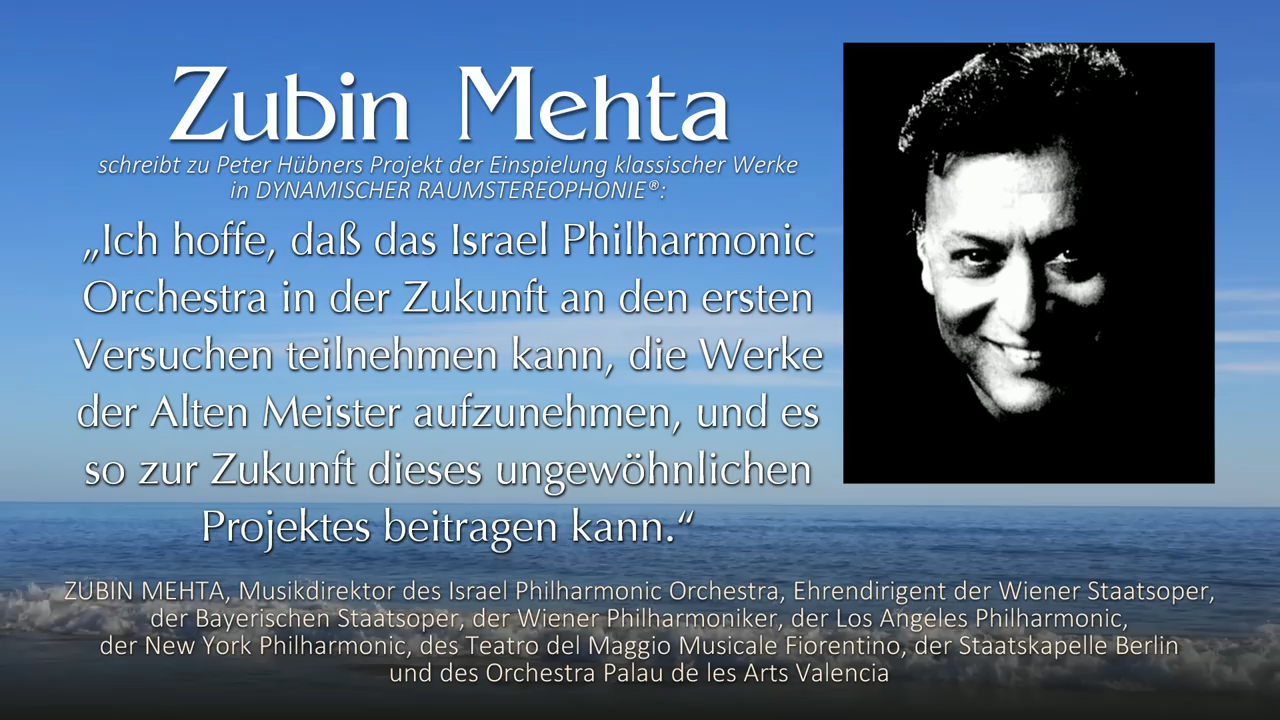 Zubin Mehta
schreibt zu Peter Hübners Projekt der Einspielung klassischer Werke
in DYNAMISCHER RAUMSTEREOPHONIE®:
„Ich hoffe, daß das Israel Philharmonic
Orchestra in der Zukunft an den ersten
Versuchen teilnehmen kann, die Werke
der Alten Meister aufzunehmen, und es
so zur Zukunft dieses ungewöhnlichen
Projektes beitragen kann.“
ZUBIN MEHTA, Musikdirektor des Israel Philharmonic Orchestra, Ehrendirigent der Wiener Staatsoper,
der Bayerischen Staatsoper, der Wiener Philharmoniker, der Los Angeles Philharmonic,
der New York Philharmonic, des Teatro del Maggio Musicale Fiorentino, der Staatskapelle Berlin
und des Orchestra Palau de les Arts Valencia